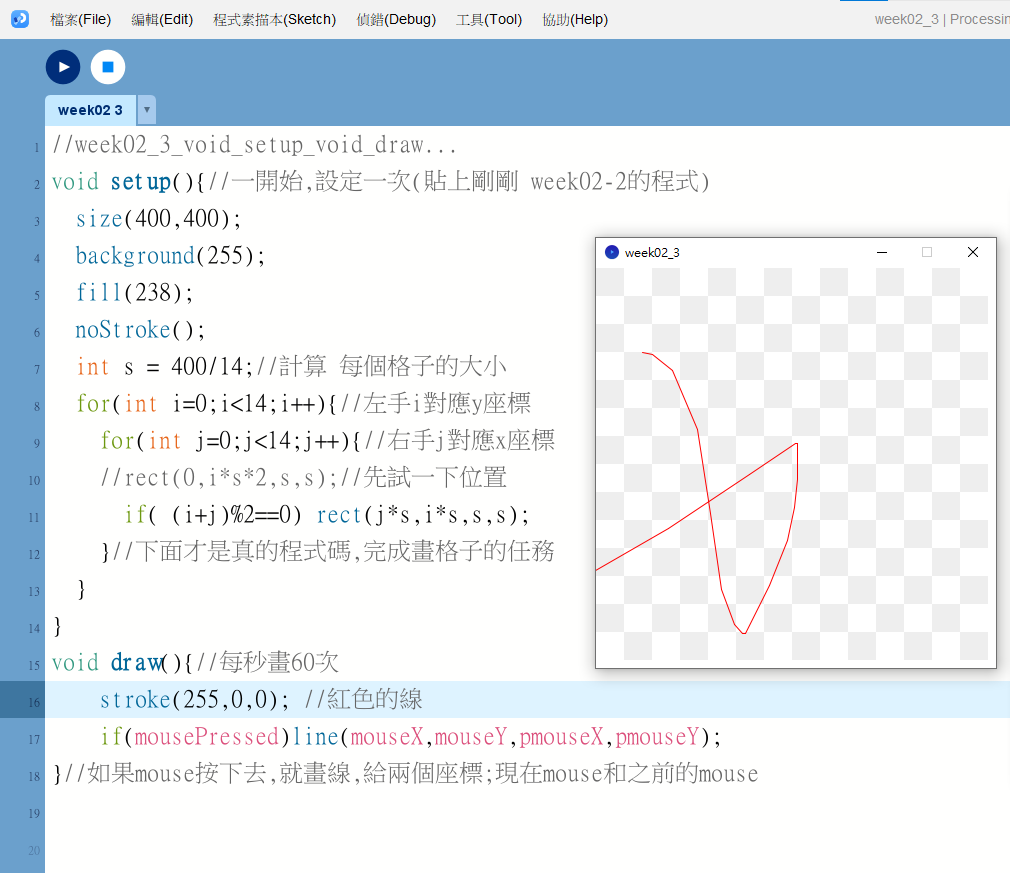 檔案(File) 編輯(Edit) 程式素描本(Sketch) 偵錯(Debug) 工具(Tool) 協助(Help) week02_3 | Processin
week02 3
1 //week02_3_void_setup_void_draw...
2 void setup(){//一開始,設定一次(貼上剛剛 week02-2的程式)
3 size(400,400);
4 background(255);
5 fill(238);
6 noStroke();
7 int s = 400/14;//計算 每個格子的大小
8 for(int i=0;i<14;i++){//左手i對應y座標
9 for(int j=0;j<14;j++){//右手j對應x座標
10 //rect(0,i*s*2,s,s);//先試一下位置
11 if( (i+j)%2==0) rect(j*s,i*s,s,s);
12 }//下面才是真的程式碼,完成畫格子的任務
13 }
14 }
15 void draw(){//每秒畫60次
16 stroke(255,0,0); //紅色的線
17 if(mousePressed)line(mouseX,mouseY,pmouseX,pmouseY);
18 }//如果mouse按下去,就畫線,給兩個座標;現在mouse和之前的mouse
19
20
week02_3